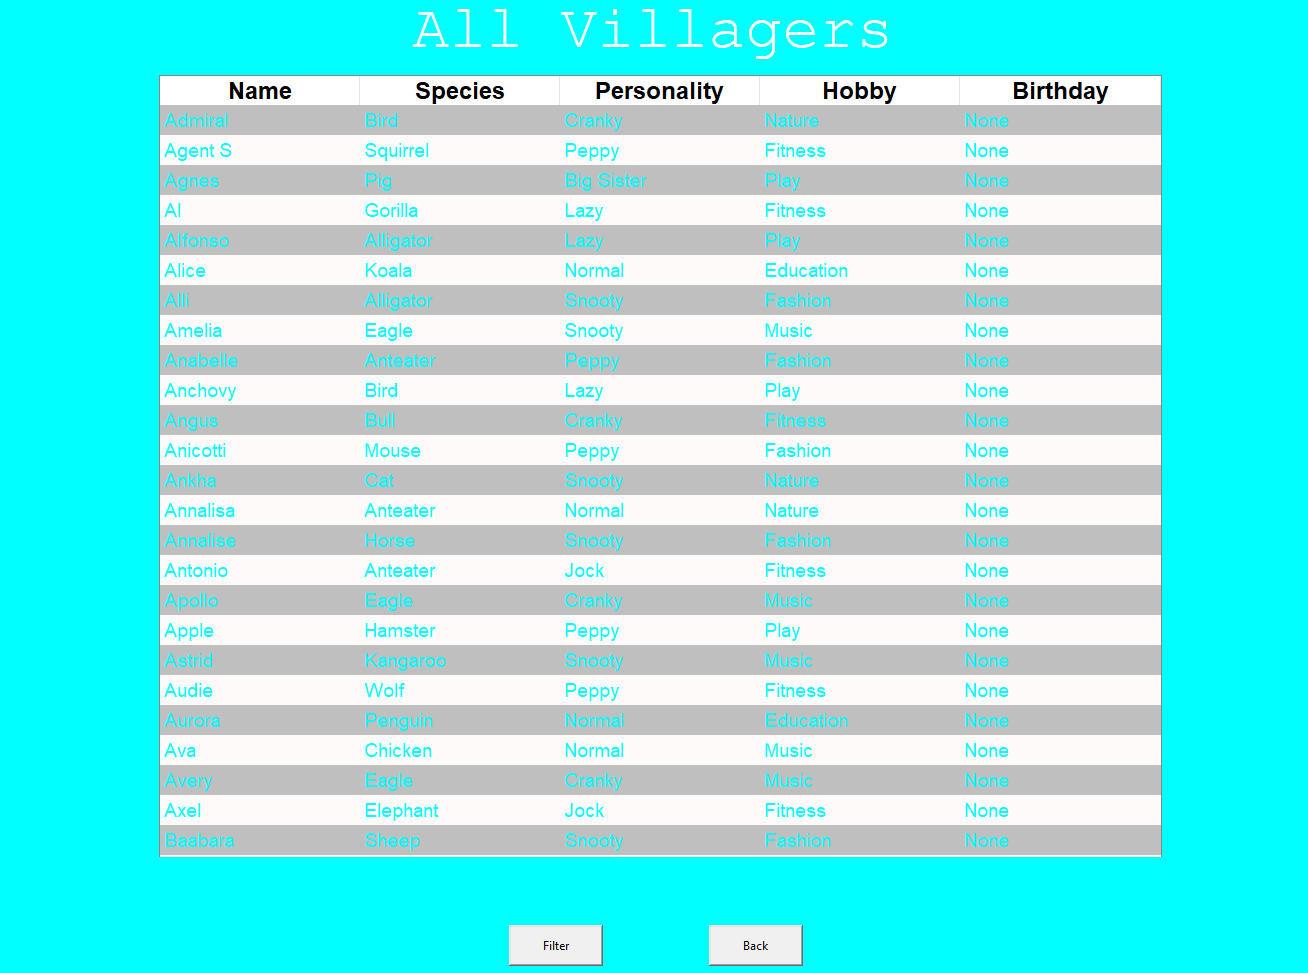 All Villagers
Name Species Personality Hobby Birthday
Admiral Bird Cranky Nature None
Agent S Squirrel Peppy Fitness None
Agnes Pig Big Sister Play None
Al Gorilla Lazy Fitness None
Alfonso Alligator Lazy Play None
Alice Koala Normal Education None
Alli Alligator Snooty Fashion None
Amelia Eagle Snooty Music None
Anabelle Anteater Peppy Fashion None
Anchovy Bird Lazy Play None
Angus Bull Cranky Fitness None
Anicotti Mouse Peppy Fashion None
Ankha Cat Snooty Nature None
Annalisa Anteater Normal Nature None
Annalise Horse Snooty Fashion None
Antonio Anteater Jock Fitness None
Apollo Eagle Cranky Music None
Apple Hamster Peppy Play None
Astrid Kangaroo Snooty Music None
Audie Wolf Peppy Fitness None
Aurora Penguin Normal Education None
Ava Chicken Normal Music None
Avery Eagle Cranky Music None
Axel Elephant Jock Fitness None
Baabara Sheep Snooty Fashion None
Filter Back